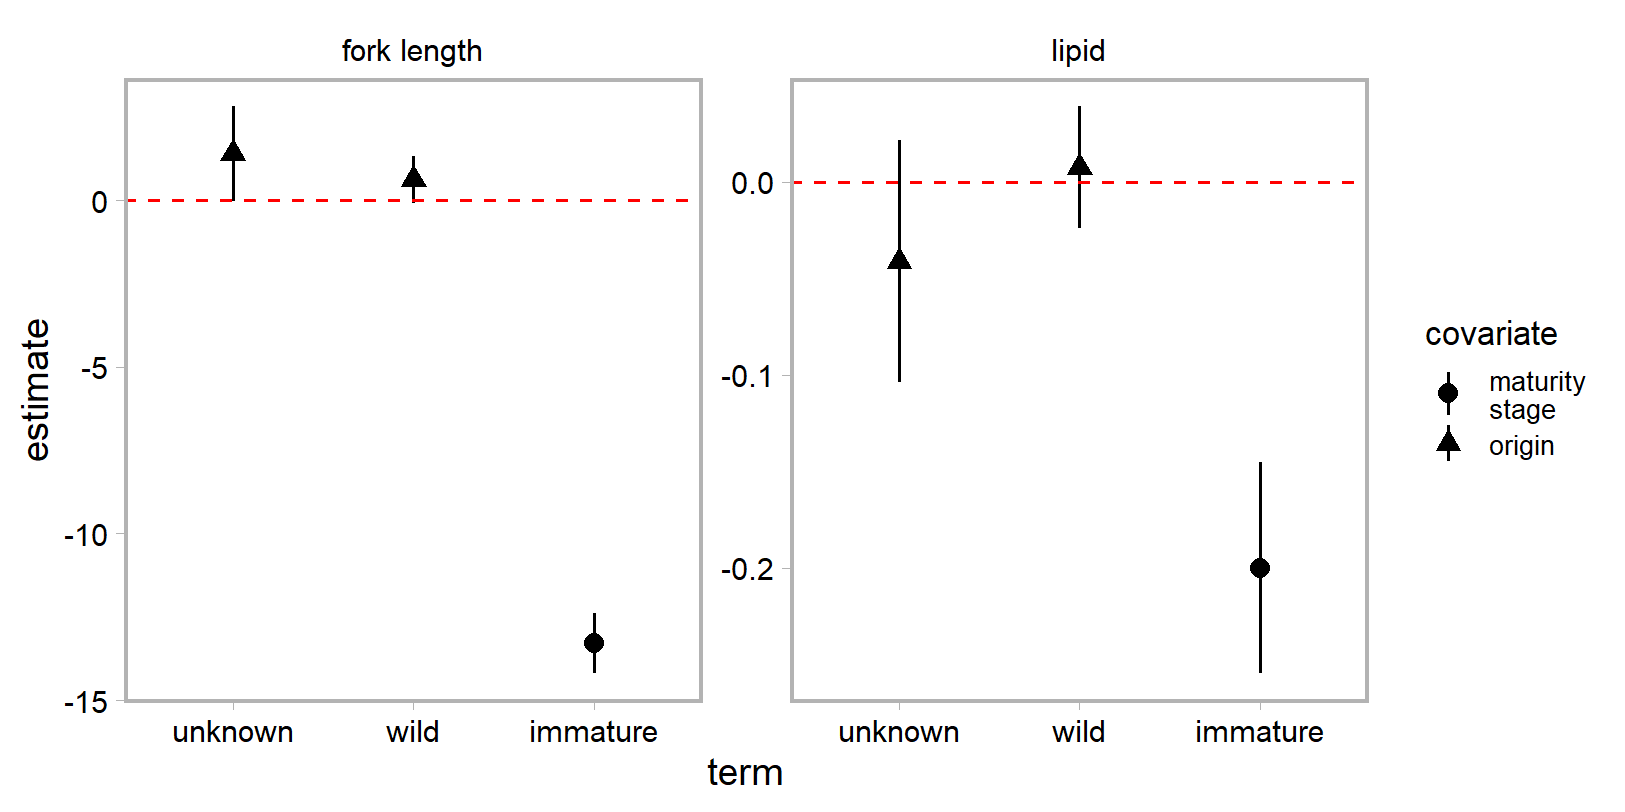 fork length
lipid
estimate
0
-5
-10
-15
0.0
-0.1
-0.2
unknown
wild
immature
unknown
wild
immature
term
covariate
maturity
stage
origin